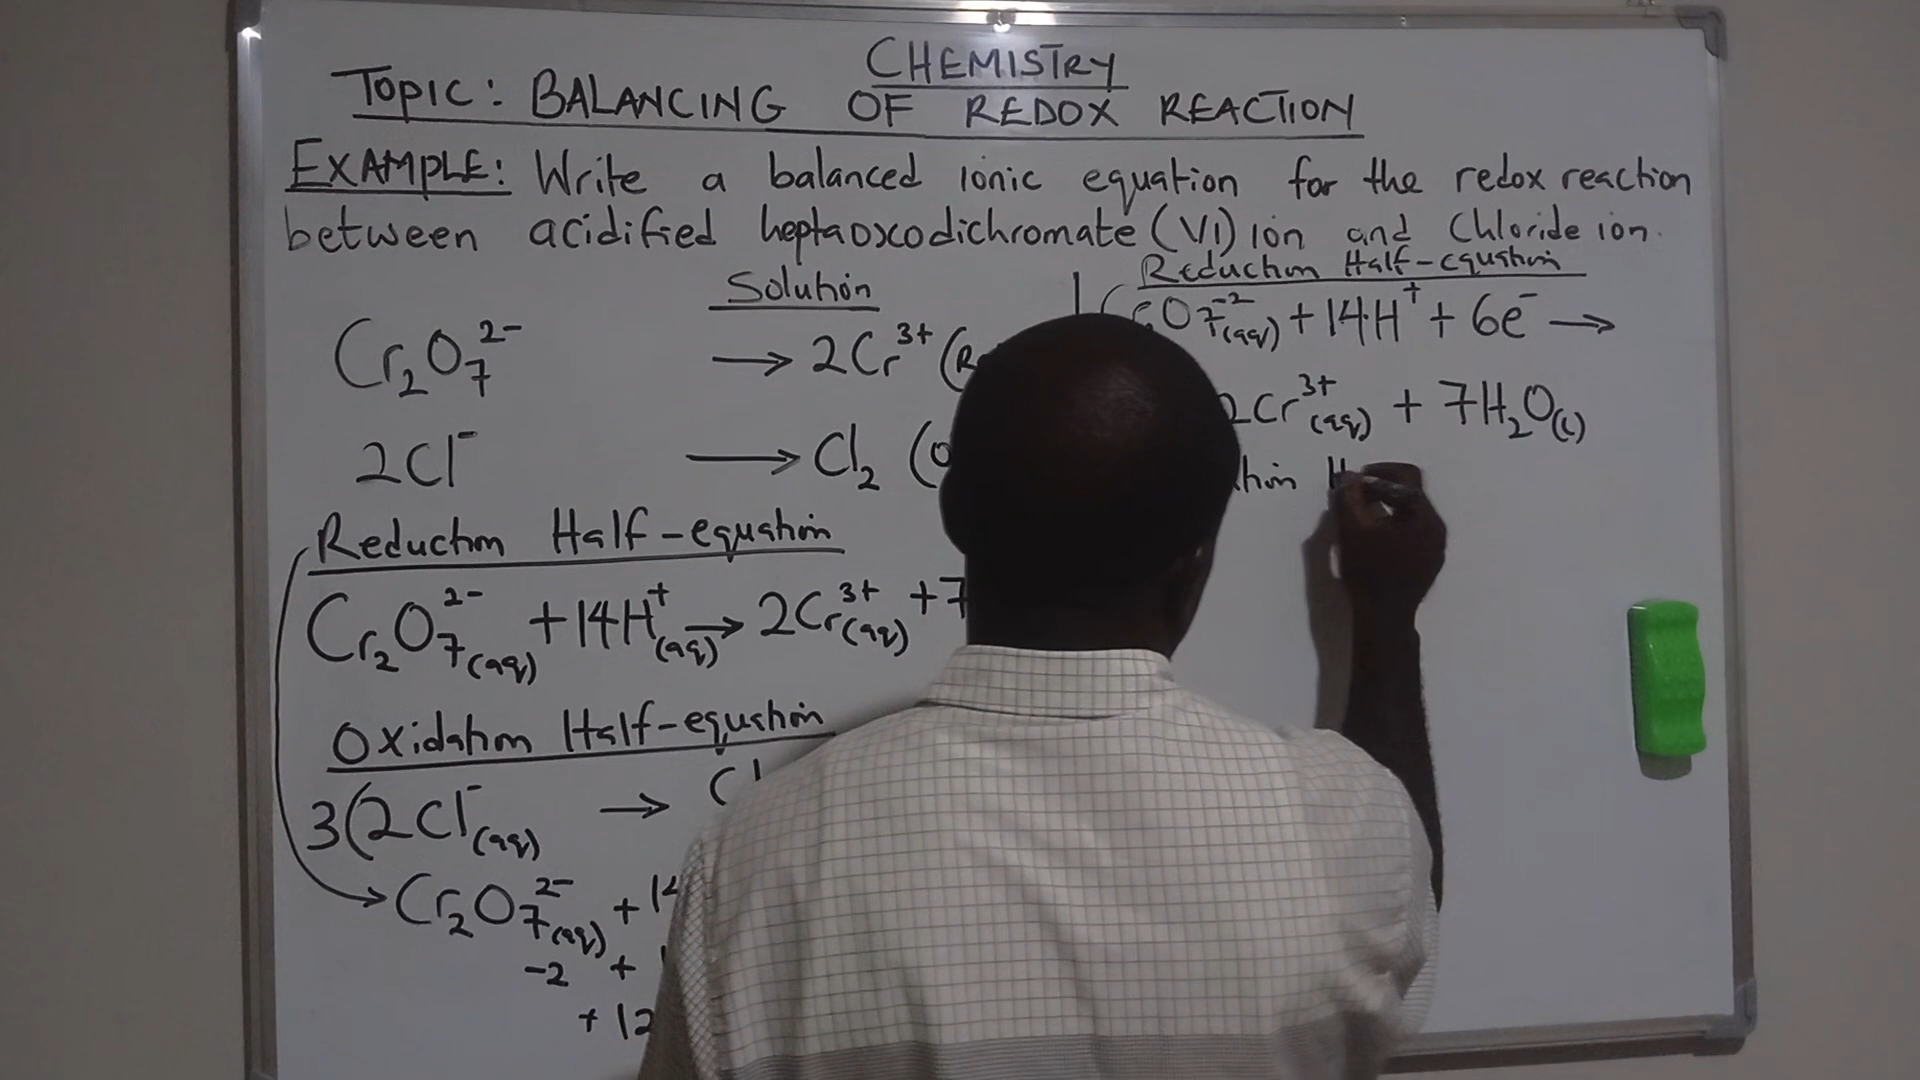 CHEMISTRY
TOPIC: BALANCING OF REDOX REACTION
EXAMPLE: Write a balanced ionic equation for the redox reaction
between acidified heptaoxodichromate (VI) ion and Chloride ion.
Solution
Cr₂O₇²⁻ → 2Cr³⁺
2Cl⁻ → Cl₂
Reduction Half-equation
Cr₂O₇²⁻(aq) + 14H⁺(aq) → 2Cr³⁺(aq) + 7
Oxidation Half-equation
3(2Cl⁻(aq) →
Cr₂O₇²⁻(aq) +
-2 +
+12
Reduction Half-equation
O₇⁻²(aq) + 14H⁺ + 6e⁻ →
2Cr³⁺(aq) + 7H₂O(l)